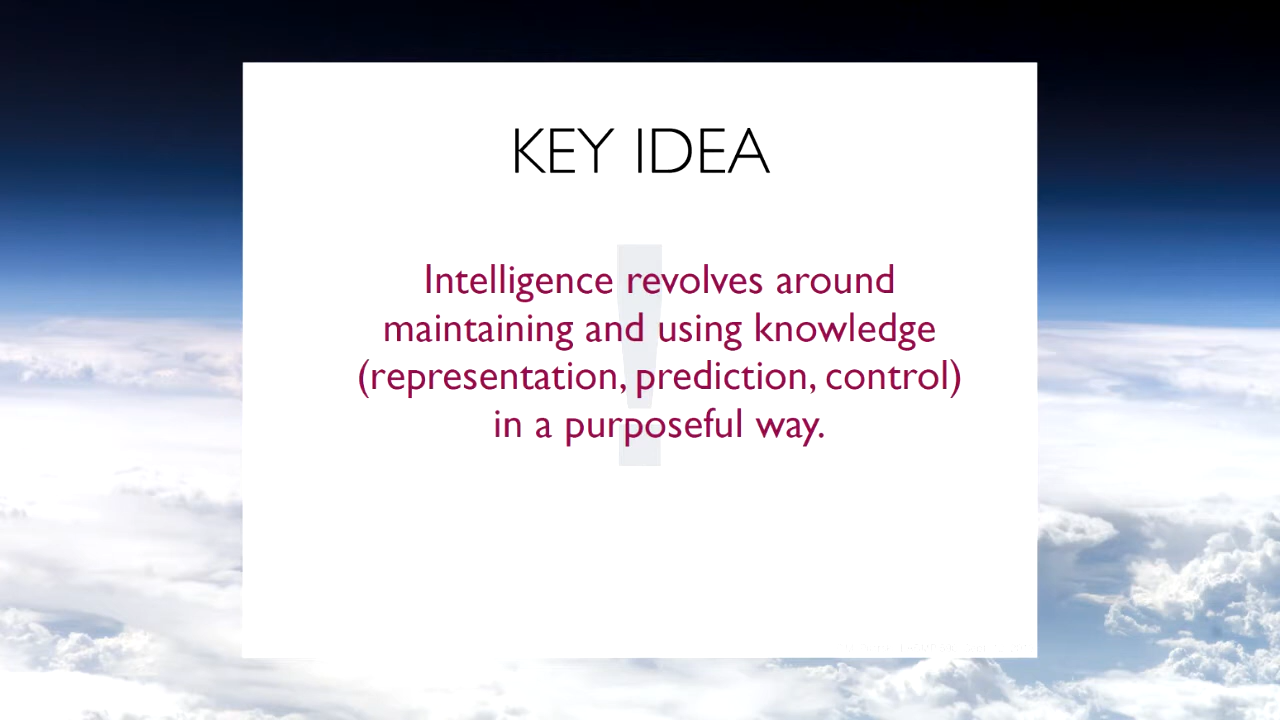 KEY IDEA
!
Intelligence revolves around
maintaining and using knowledge
(representation, prediction, control)
in a purposeful way.